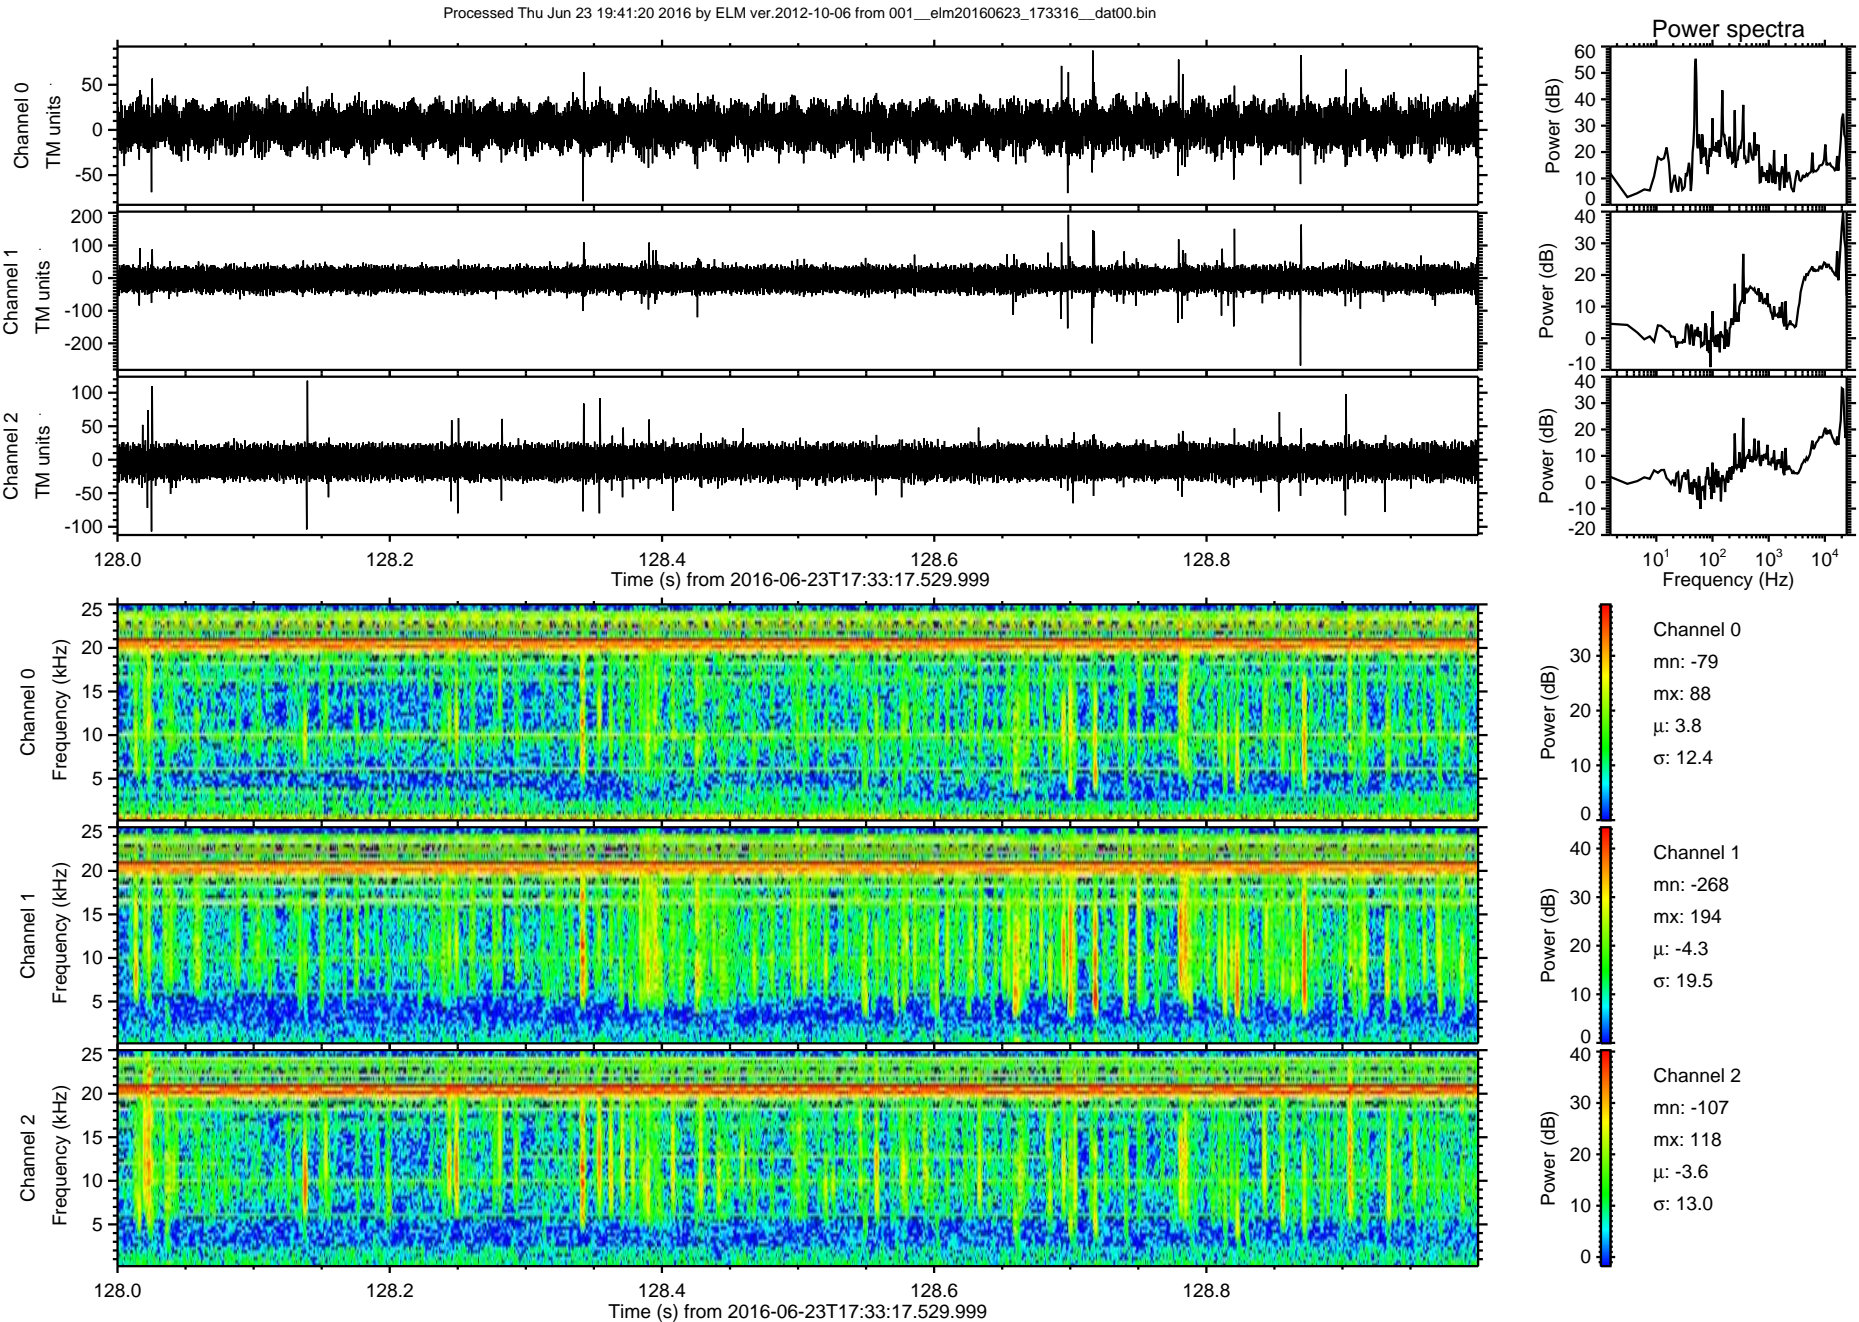 Processed Thu Jun 23 19:41:20 2016 by ELM ver.2012-10-06 from 001__elm20160623_173316__dat00.bin
Power spectra
Channel 0
TM units
50
0
-50
Power (dB)
60
50
40
30
20
10
0
Channel 1
TM units
200
100
0
-100
-200
Power (dB)
40
30
20
10
0
-10
Channel 2
TM units
100
50
0
-50
-100
Power (dB)
40
30
20
10
0
-10
-20
128.0 128.2 128.4 128.6 128.8
Time (s) from 2016-06-23T17:33:17.529.999
10¹ 10² 10³ 10⁴
Frequency (Hz)
Channel 0
Frequency (kHz)
25
20
15
10
5
Power (dB)
30
20
10
0
Channel 0
mn: -79
mx: 88
μ: 3.8
σ: 12.4
Channel 1
Frequency (kHz)
25
20
15
10
5
Power (dB)
40
30
20
10
0
Channel 1
mn: -268
mx: 194
μ: -4.3
σ: 19.5
Channel 2
Frequency (kHz)
25
20
15
10
5
Power (dB)
40
30
20
10
0
Channel 2
mn: -107
mx: 118
μ: -3.6
σ: 13.0
128.0 128.2 128.4 128.6 128.8
Time (s) from 2016-06-23T17:33:17.529.999